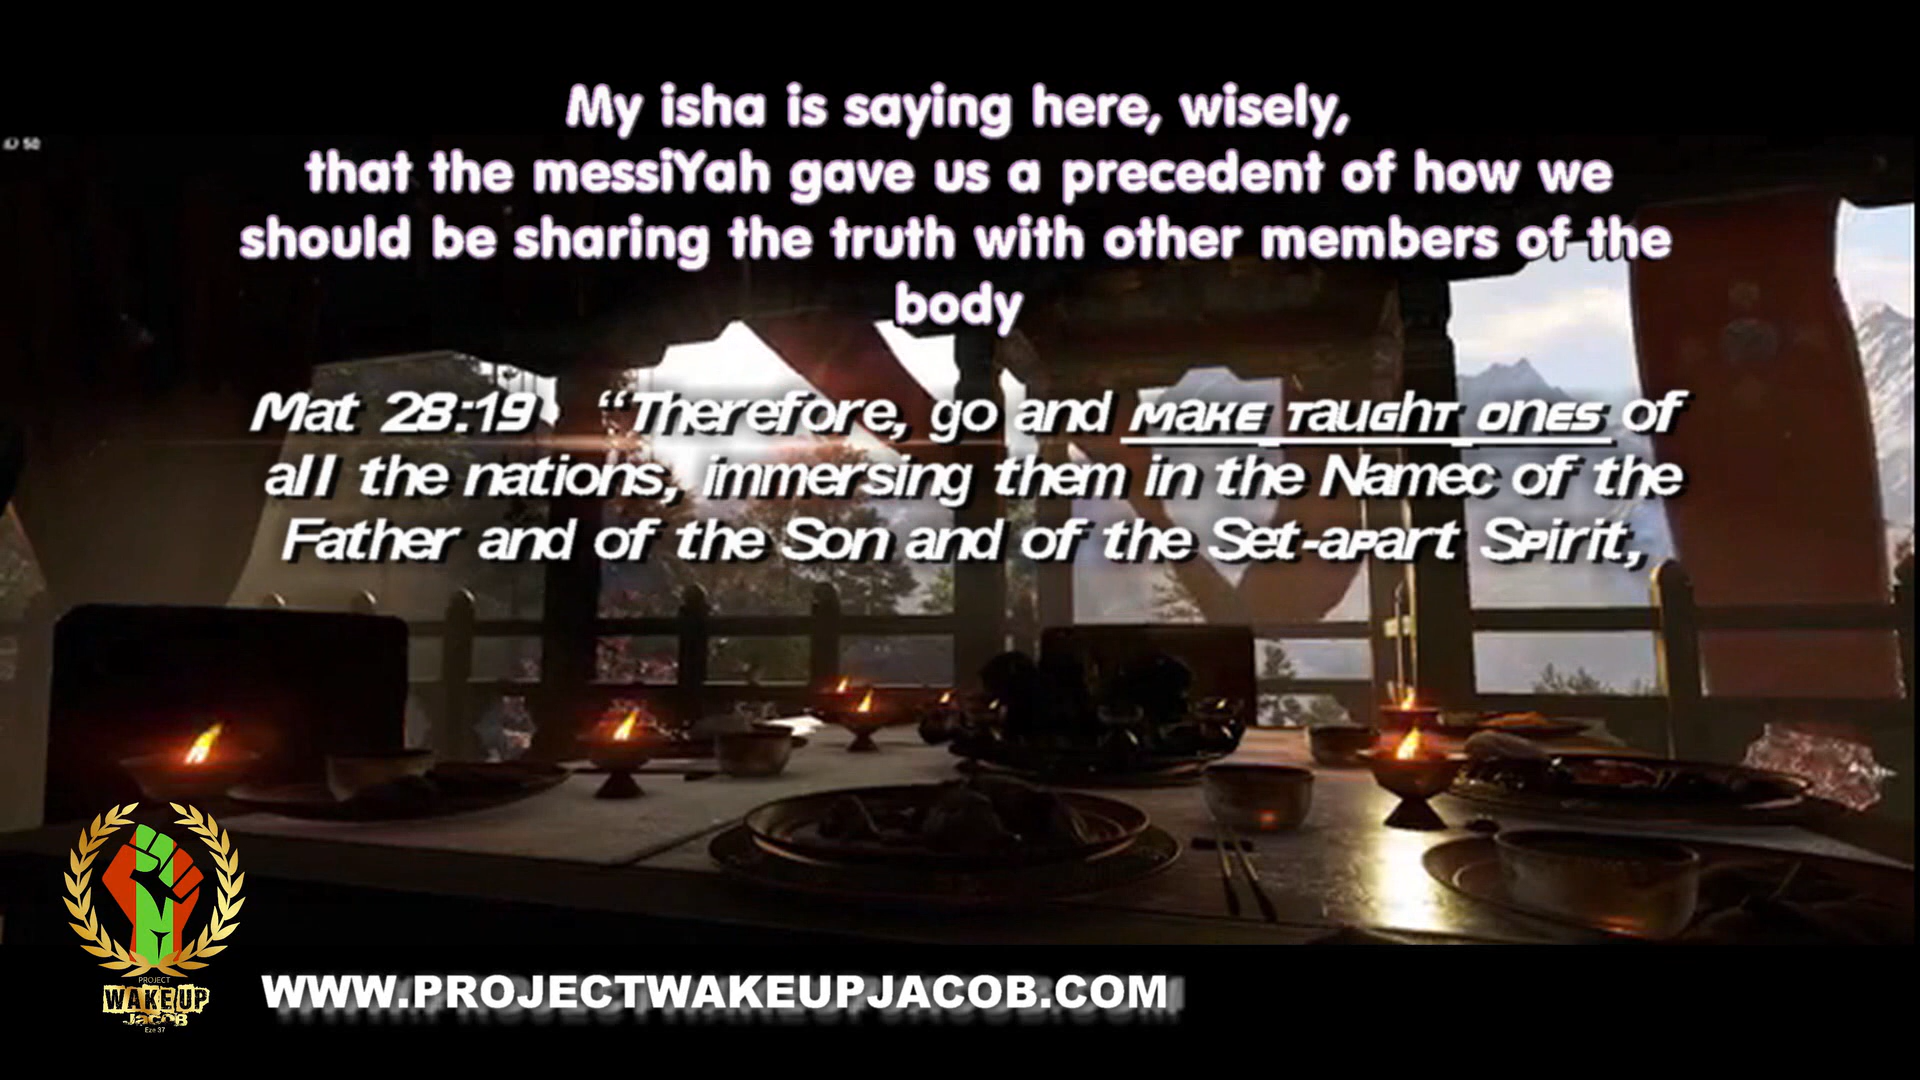 My isha is saying here, wisely,
that the messiYah gave us a precedent of how we
should be sharing the truth with other members of the
body
50
Mat 28:19 “Therefore, go and make taught ones of
all the nations, immersing them in the Namec of the
Father and of the Son and of the Set-apart Spirit,
PROJECT
WAKE UP
JACOB
Eze 37
WWW.PROJECTWAKEUPJACOB.COM